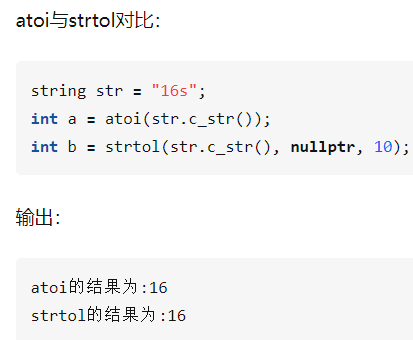 atoi与strtol对比：
string str = "16s";
int a = atoi(str.c_str());
int b = strtol(str.c_str(), nullptr, 10);
输出：
atoi的结果为:16
strtol的结果为:16